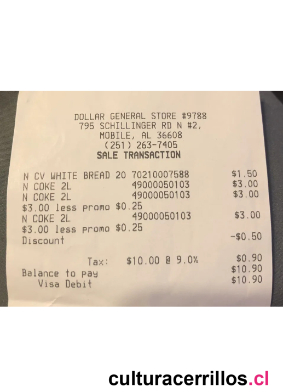 DOLLAR GENERAL STORE #9788
795 SCHILLINGER RD N #2,
MOBILE, AL 36608
(251) 263-7405
SALE TRANSACTION
N CV WHITE BREAD 20 70210007588 $1.50
N COKE 2L 49000050103 $3.00
N COKE 2L 49000050103 $3.00
$3.00 less promo $0.25
N COKE 2L 49000050103 $3.00
$3.00 less promo $0.25
Discount -$0.50
Tax: $10.00 @ 9.0% $0.90
Balance to pay $10.90
Visa Debit $10.90
culturacerrillos.cl